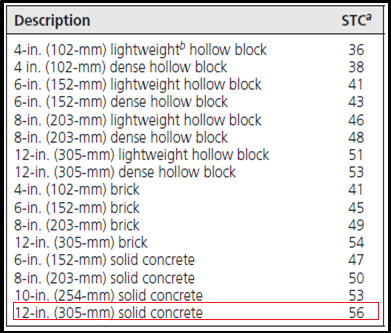 Description STCa
4-in. (102-mm) lightweightb hollow block 36
4 in. (102-mm) dense hollow block 38
6-in. (152-mm) lightweight hollow block 41
6-in. (152-mm) dense hollow block 43
8-in. (203-mm) lightweight hollow block 46
8-in. (203-mm) dense hollow block 48
12-in. (305-mm) lightweight hollow block 51
12-in. (305-mm) dense hollow block 53
4-in. (102-mm) brick 41
6-in. (152-mm) brick 45
8-in. (203-mm) brick 49
12-in. (305-mm) brick 54
6-in. (152-mm) solid concrete 47
8-in. (203-mm) solid concrete 50
10-in. (254-mm) solid concrete 53
12-in. (305-mm) solid concrete 56